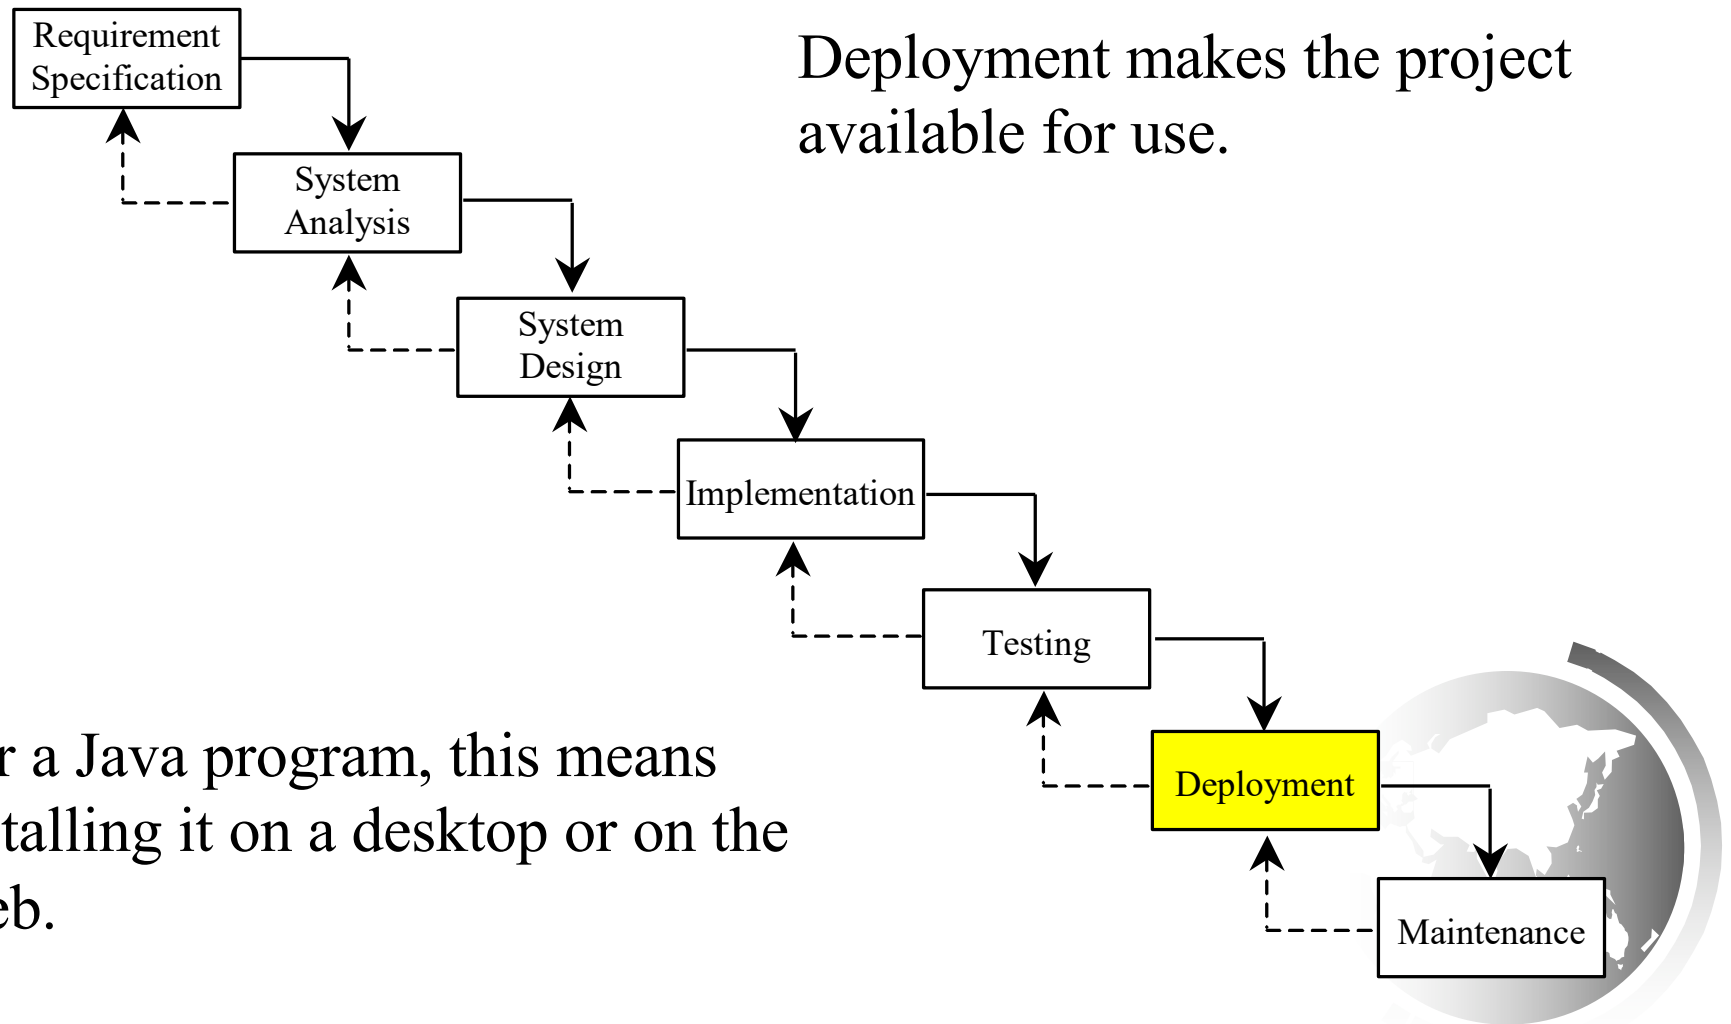 Requirement
Specification
Deployment makes the project
available for use.
System
Analysis
System
Design
Implementation
Testing
r a Java program, this means
talling it on a desktop or on the
eb.
Deployment
Maintenance